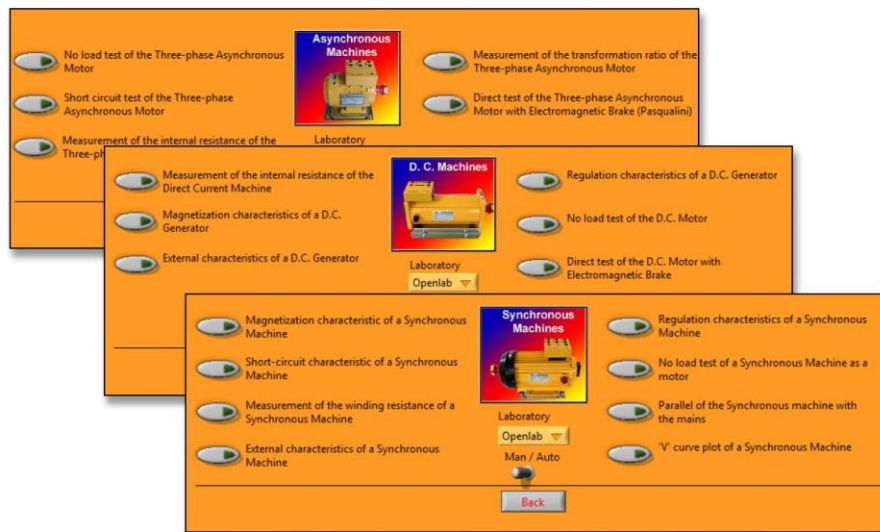 No load test of the Three-phase Asynchronous
Motor
Short circuit test of the Three-phase
Asynchronous Motor
Measurement of the internal resistance of the
Asynchronous
Machines
Laboratory
Measurement of the transformation ratio of the
Three-phase Asynchronous Motor
Direct test of the Three-phase Asynchronous
Motor with Electromagnetic Brake (Pasqualini)
Measurement of the internal resistance of the
Direct Current Machine
Magnetization characteristics of a D.C.
Generator
External characteristics of a D.C. Generator
D. C. Machines
Laboratory
Openlab
Regulation characteristics of a D.C. Generator
No load test of the D.C. Motor
Direct test of the D.C. Motor with
Electromagnetic Brake
Magnetization characteristic of a Synchronous
Machine
Short-circuit characteristic of a Synchronous
Machine
Measurement of the winding resistance of a
Synchronous Machine
External characteristics of a Synchronous
Machine
Synchronous
Machines
Laboratory
Openlab
Man / Auto
Back
Regulation characteristics of a Synchronous
Machine
No load test of a Synchronous Machine as a
motor
Parallel of the Synchronous machine with
the mains
'V' curve plot of a Synchronous Machine